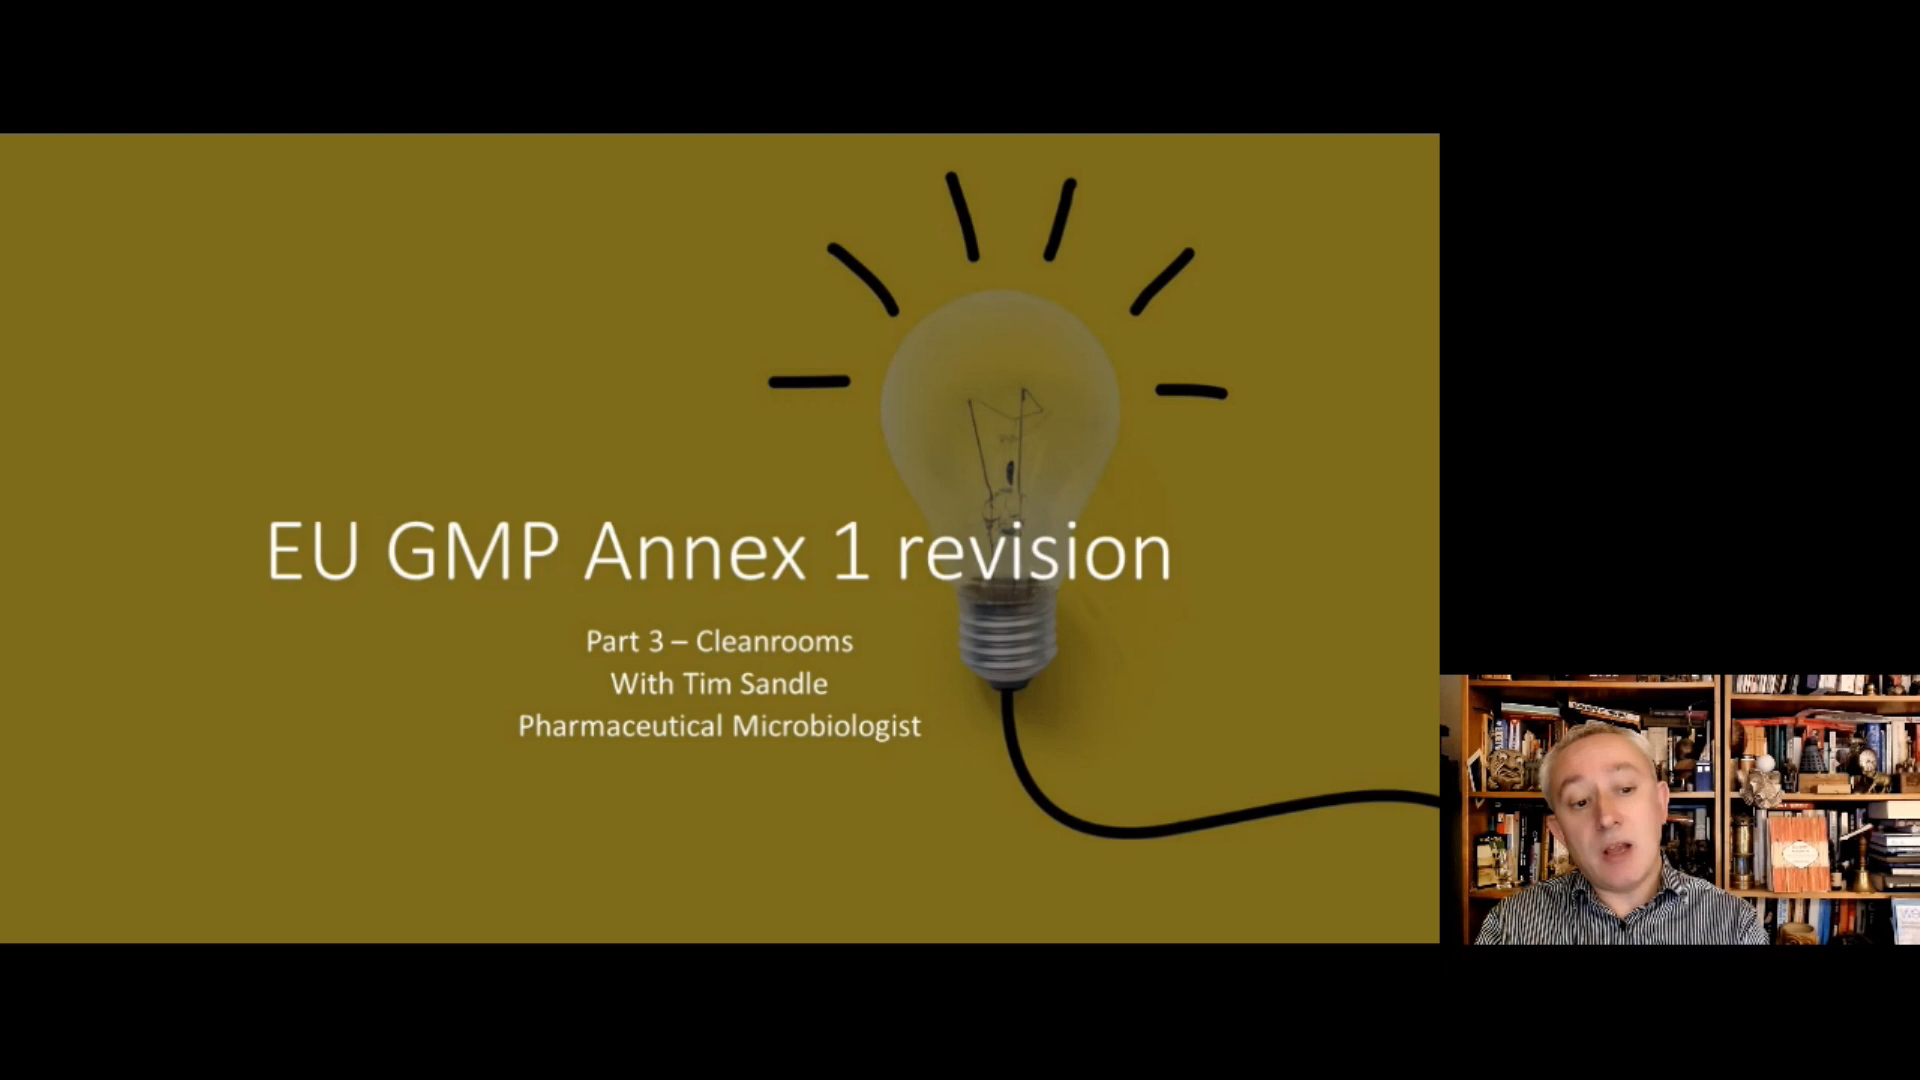 EU GMP Annex 1 revision
Part 3 – Cleanrooms
With Tim Sandle
Pharmaceutical Microbiologist